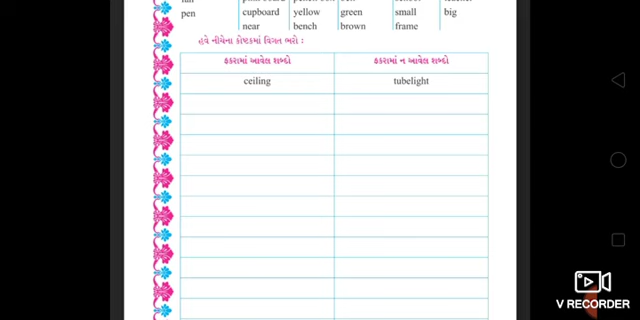 pen cupboard yellow green small big
near bench brown frame
હવે નીચેના કોષ્ટકમાં વિગત ભરો :
ફકરામાં આવેલ શબ્દો ફકરામાં ન આવેલ શબ્દો
ceiling tubelight
V RECORDER